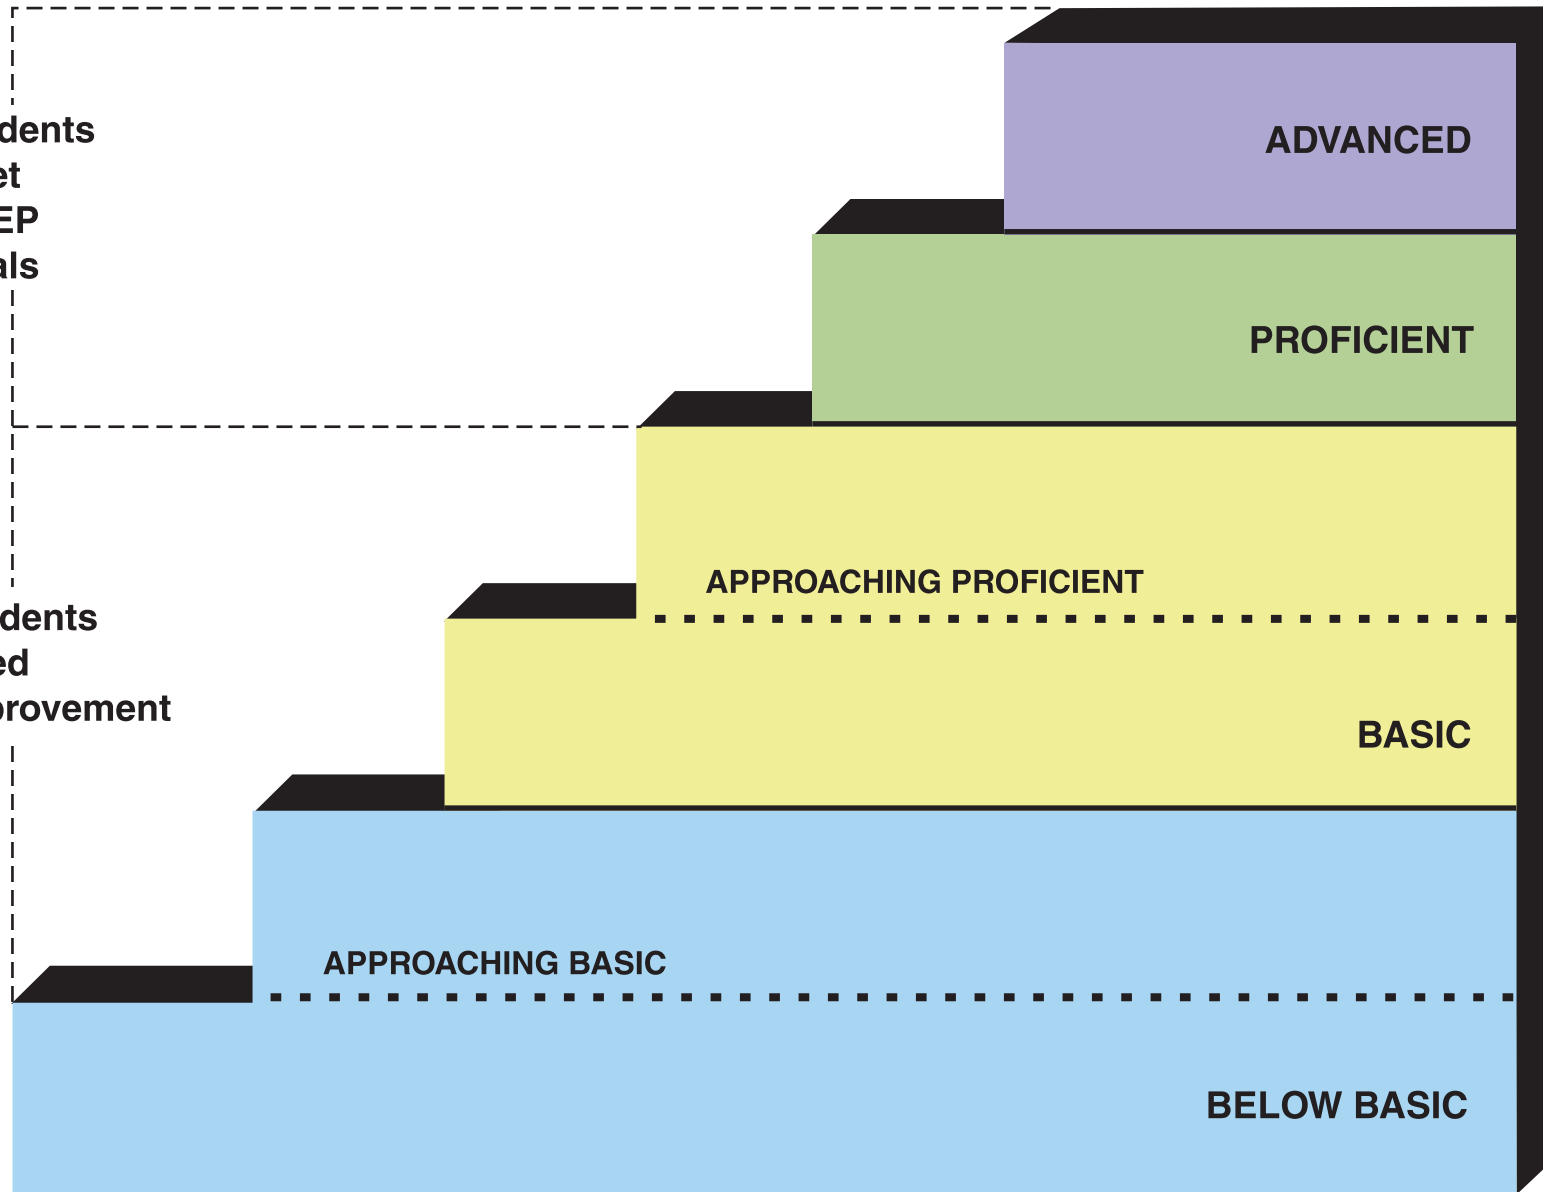 ADVANCED
dents
et
EP
als
PROFICIENT
APPROACHING PROFICIENT
dents
ed
provement
BASIC
APPROACHING BASIC
BELOW BASIC